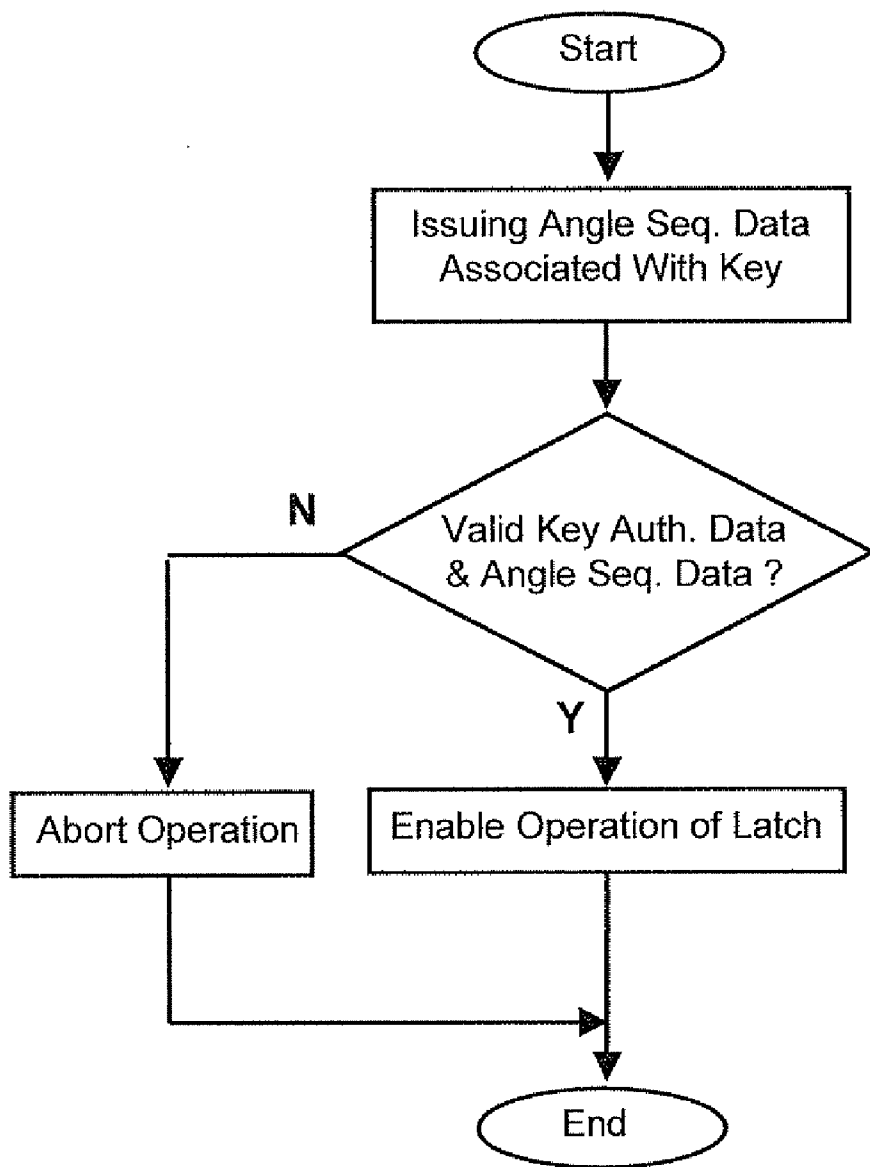 Start
Issuing Angle Seq. Data
Associated With Key
N
Valid Key Auth. Data
& Angle Seq. Data ?
Y
Abort Operation
Enable Operation of Latch
End